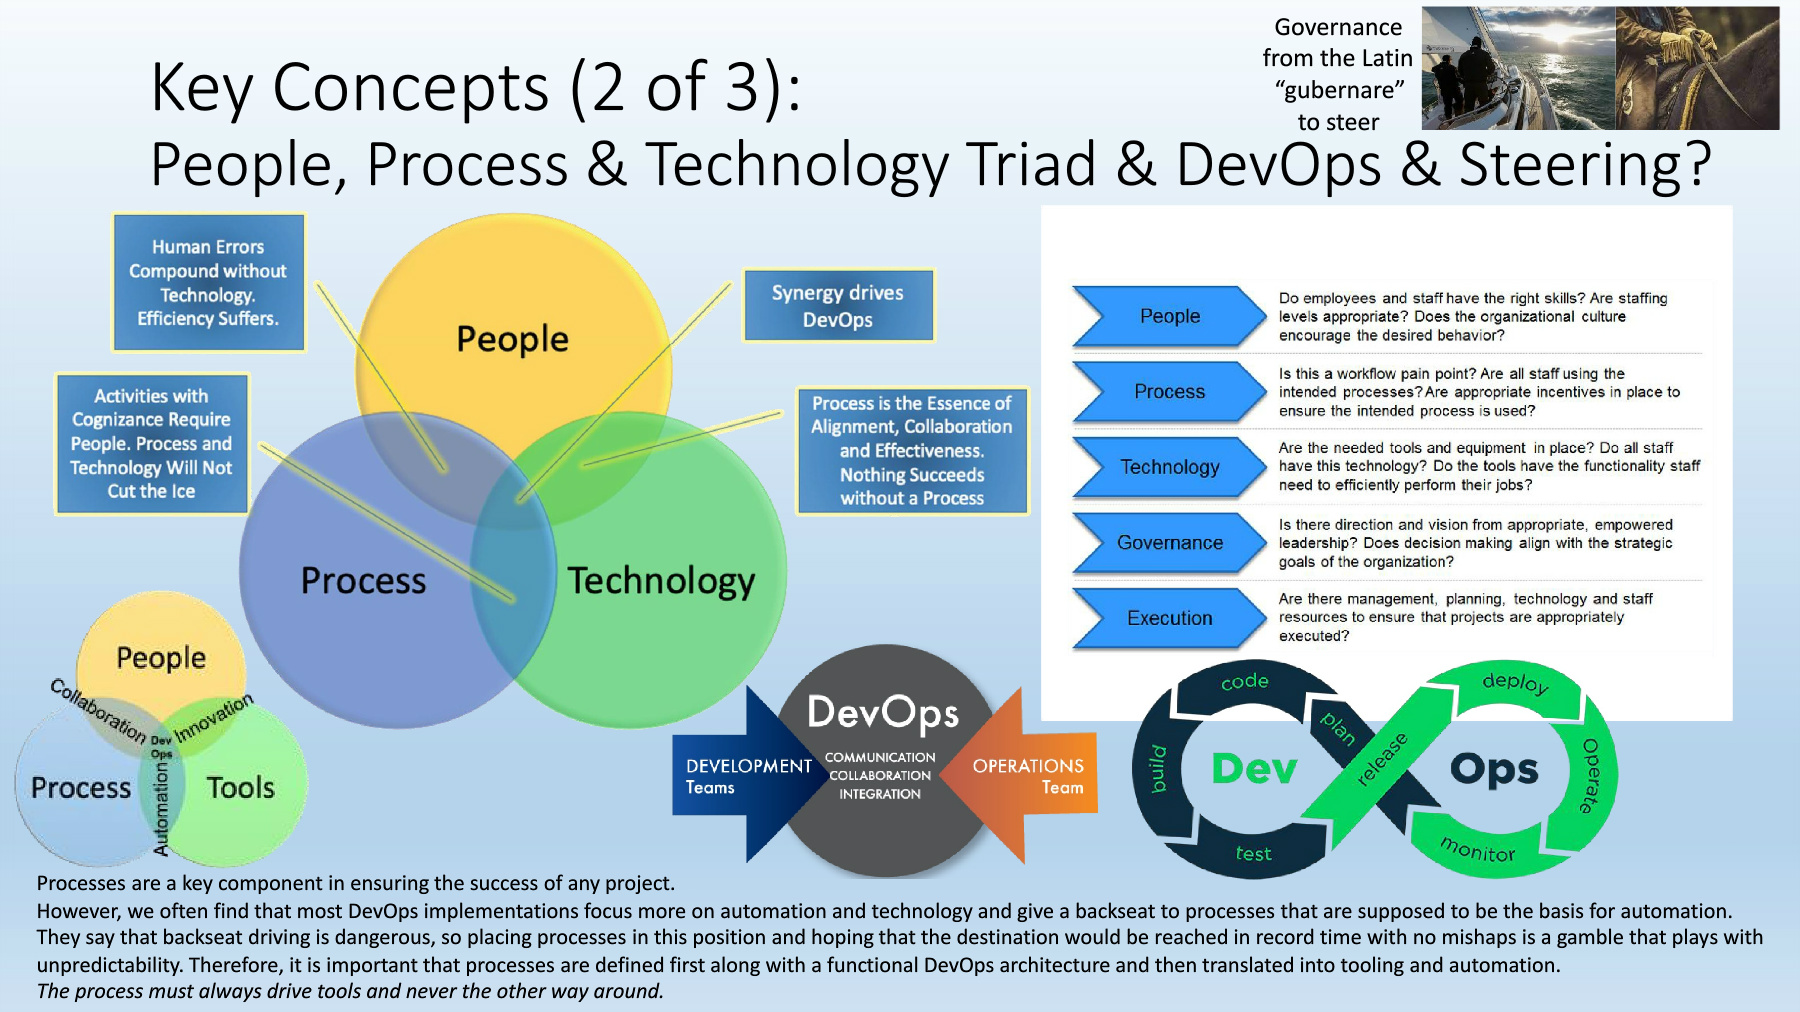 Governance
from the Latin
“gubernare”
to steer
Key Concepts (2 of 3):
People, Process & Technology Triad & DevOps & Steering?
Human Errors
Compound without
Technology.
Efficiency Suffers.
Activities with
Cognizance Require
People. Process and
Technology Will Not
Cut the Ice
People
Process
Technology
Synergy drives
DevOps
Process is the Essence of
Alignment, Collaboration
and Effectiveness.
Nothing Succeeds
without a Process
People
Do employees and staff have the right skills? Are staffing
levels appropriate? Does the organizational culture
encourage the desired behavior?
Process
Is this a workflow pain point? Are all staff using the
intended processes? Are appropriate incentives in place to
ensure the intended process is used?
Technology
Are the needed tools and equipment in place? Do all staff
have this technology? Do the tools have the functionality staff
need to efficiently perform their jobs?
Governance
Is there direction and vision from appropriate, empowered
leadership? Does decision making align with the strategic
goals of the organization?
Execution
Are there management, planning, technology and staff
resources to ensure that projects are appropriately
executed?
People
Collaboration
Innovation
Dev
Ops
Process
Tools
Automation
DevOps
COMMUNICATION
COLLABORATION
INTEGRATION
DEVELOPMENT
Teams
OPERATIONS
Team
code
plan
build
test
release
deploy
Operate
monitor
Dev
Ops
Processes are a key component in ensuring the success of any project.
However, we often find that most DevOps implementations focus more on automation and technology and give a backseat to processes that are supposed to be the basis for automation.
They say that backseat driving is dangerous, so placing processes in this position and hoping that the destination would be reached in record time with no mishaps is a gamble that plays with
unpredictability. Therefore, it is important that processes are defined first along with a functional DevOps architecture and then translated into tooling and automation.
The process must always drive tools and never the other way around.